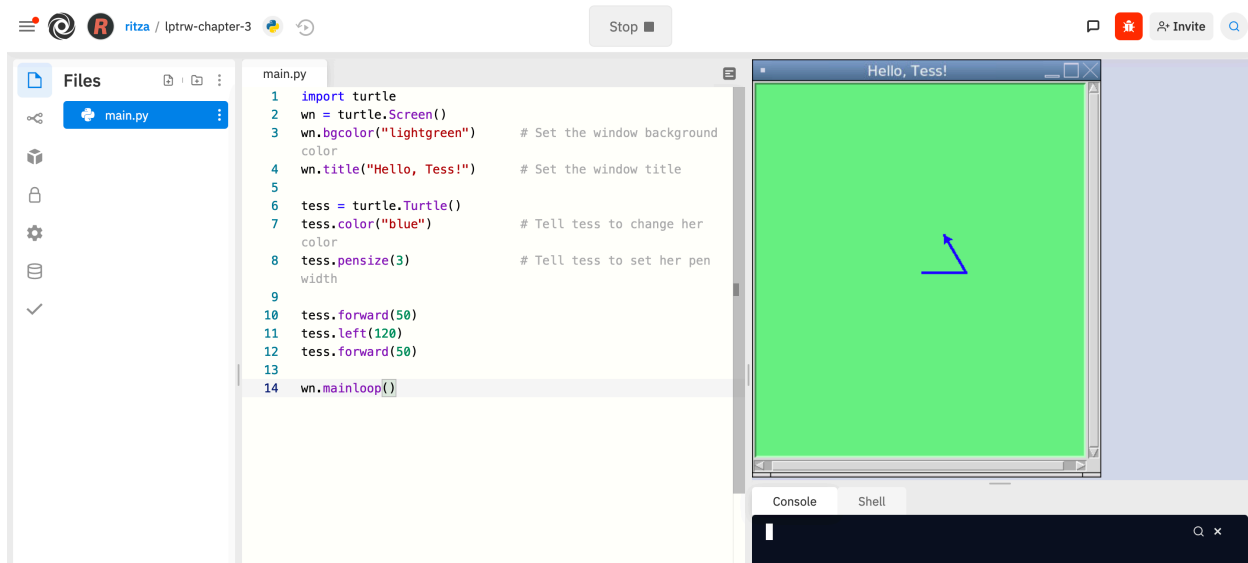 R ritza / lptrw-chapter-3
Stop
Invite
Files
main.py
main.py
1 import turtle
2 wn = turtle.Screen()
3 wn.bgcolor("lightgreen")      # Set the window background
color
4 wn.title("Hello, Tess!")      # Set the window title
5
6 tess = turtle.Turtle()
7 tess.color("blue")            # Tell tess to change her
color
8 tess.pensize(3)               # Tell tess to set her pen
width
9
10 tess.forward(50)
11 tess.left(120)
12 tess.forward(50)
13
14 wn.mainloop()
Hello, Tess!
Console Shell